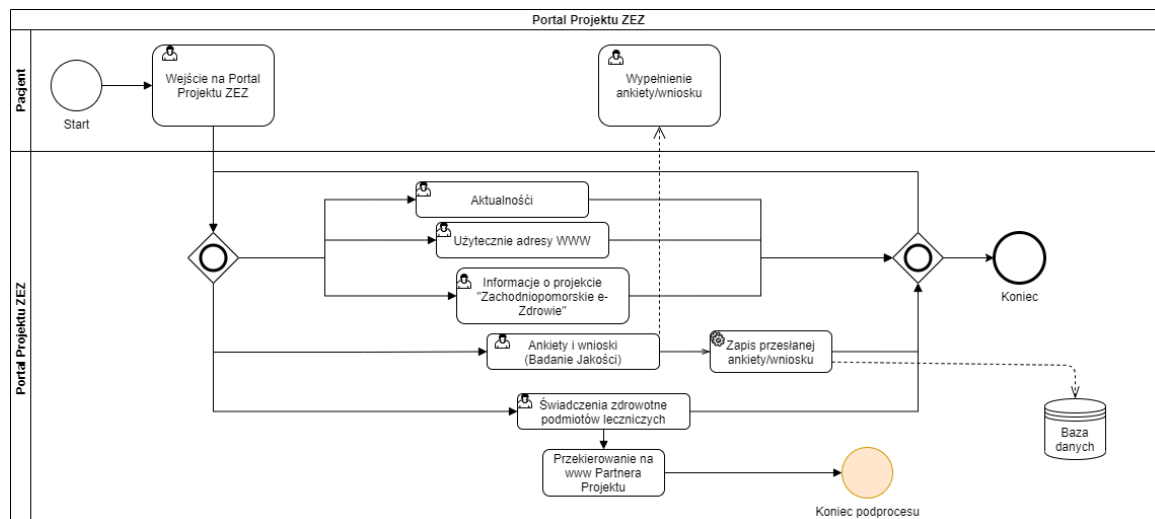 Portal Projektu ZEZ
Pacjent
Start
Wejście na Portal
Projektu ZEZ
Wypełnienie
ankiety/wniosku
Portal Projektu ZEZ
Aktualnośći
Użytecznie adresy WWW
Informacje o projekcie
"Zachodniopomorskie e-
Zdrowie"
Ankiety i wnioski
(Badanie Jakości)
Zapis przesłanej
ankiety/wniosku
Koniec
Świadczenia zdrowotne
podmiotów leczniczych
Baza
danych
Przekierowanie na
www Partnera
Projektu
Koniec podprocesu